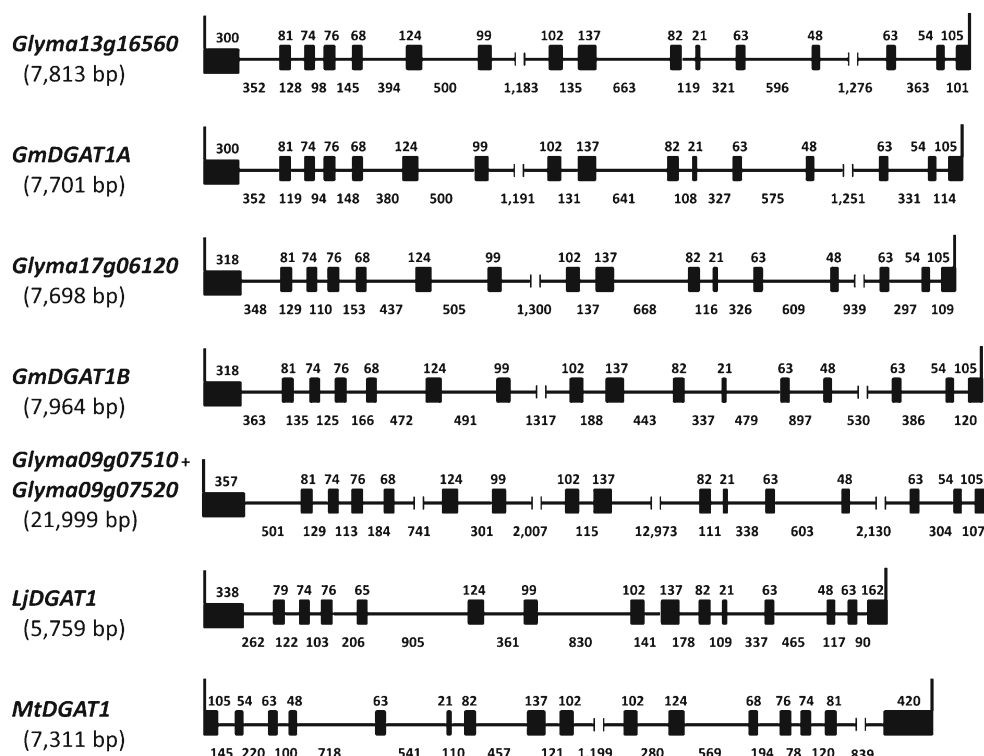 300 81 74 76 68 124 99 102 137 82 21 63 48 63 54 105
Glyma13g16560
(7,813 bp)
352 128 98 145 394 500 1,183 135 663 119 321 596 1,276 363 101
300 81 74 76 68 124 99 102 137 82 21 63 48 63 54 105
GmDGAT1A
(7,701 bp)
352 119 94 148 380 500 1,191 131 641 108 327 575 1,251 331 114
318 81 74 76 68 124 99 102 137 82 21 63 48 63 54 105
Glyma17g06120
(7,698 bp)
348 129 110 153 437 505 1,300 137 668 116 326 609 939 297 109
318 81 74 76 68 124 99 102 137 82 21 63 48 63 54 105
GmDGAT1B
(7,964 bp)
363 135 125 166 472 491 1317 188 443 337 479 897 530 386 120
Glyma09g07510 +
357 81 74 76 68 124 99 102 137 82 21 63 48 63 54 105
Glyma09g07520
(21,999 bp)
501 129 113 184 741 301 2,007 115 12,973 111 338 603 2,130 304 107
338 79 74 76 65 124 99 102 137 82 21 63 48 63 162
LjDGAT1
(5,759 bp)
262 122 103 206 905 361 830 141 178 109 337 465 117 90
105 54 63 48 63 21 82 137 102 102 124 68 76 74 81 420
MtDGAT1
(7,311 bp)
145 220 100 718 541 110 457 121 1,199 280 569 194 78 120 839